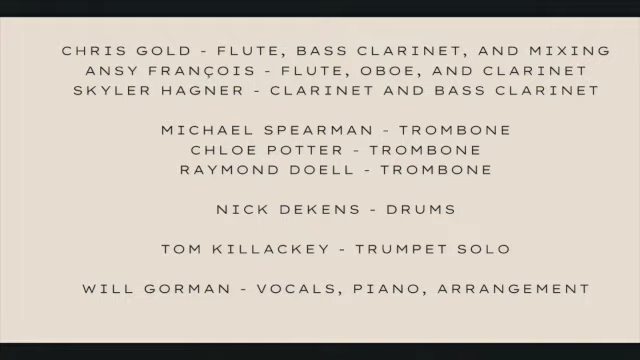 CHRIS GOLD - FLUTE, BASS CLARINET, AND MIXING
ANSY FRANÇOIS - FLUTE, OBOE, AND CLARINET
SKYLER HAGNER - CLARINET AND BASS CLARINET
MICHAEL SPEARMAN - TROMBONE
CHLOE POTTER - TROMBONE
RAYMOND DOELL - TROMBONE
NICK DEKENS - DRUMS
TOM KILLACKEY - TRUMPET SOLO
WILL GORMAN - VOCALS, PIANO, ARRANGEMENT